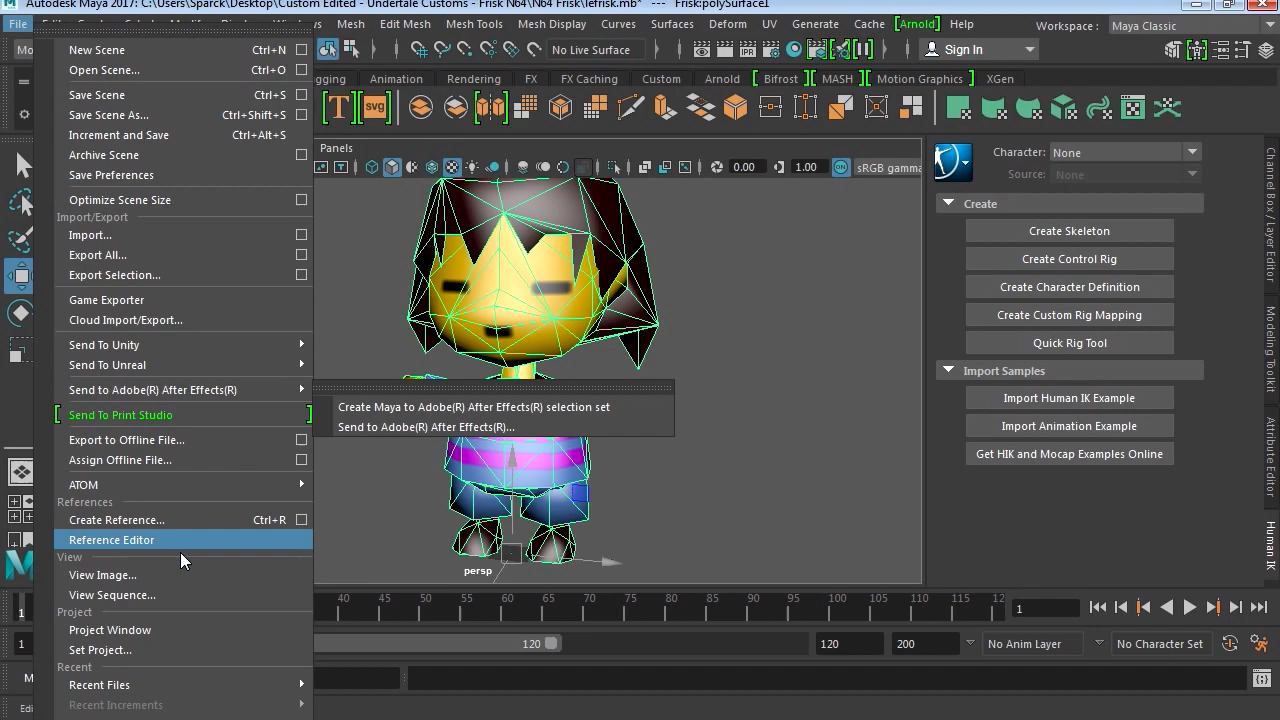 Autodesk Maya 2017: C:\Users\Sparck\Desktop\Custom Edited - Undertale Customs - Frisk N64\N64 Frisk\lefrisk.mb* --- Frisk:polySurface1
File Mesh Edit Mesh Mesh Tools Mesh Display Curves Surfaces Deform UV Generate Cache [Arnold] Help Workspace : Maya Classic
No Live Surface Sign In
Animation Rendering FX FX Caching Custom Arnold Bifrost MASH Motion Graphics XGen
T svg
Panels
0.00 1.00 ON sRGB gamma
New Scene Ctrl+N
Open Scene... Ctrl+O
Save Scene Ctrl+S
Save Scene As... Ctrl+Shift+S
Increment and Save Ctrl+Alt+S
Archive Scene
Save Preferences
Optimize Scene Size
Import/Export
Import...
Export All...
Export Selection...
Game Exporter
Cloud Import/Export...
Send To Unity
Send To Unreal
Send to Adobe(R) After Effects(R)
Send To Print Studio
Export to Offline File...
Assign Offline File...
ATOM
References
Create Reference... Ctrl+R
Reference Editor
View
View Image...
View Sequence...
Project
Project Window
Set Project...
Recent
Recent Files
Recent Increments
Create Maya to Adobe(R) After Effects(R) selection set
Send to Adobe(R) After Effects(R)...
persp
Character: None
Source: None
Create
Create Skeleton
Create Control Rig
Create Character Definition
Create Custom Rig Mapping
Quick Rig Tool
Import Samples
Import Human IK Example
Import Animation Example
Get HIK and Mocap Examples Online
Channel Box / Layer Editor
Modeling Toolkit
Attribute Editor
Human IK
1 40 45 50 55 60 65 70 75 80 85 90 95 100 105 110 115 12 1
1 120 120 200 No Anim Layer No Character Set